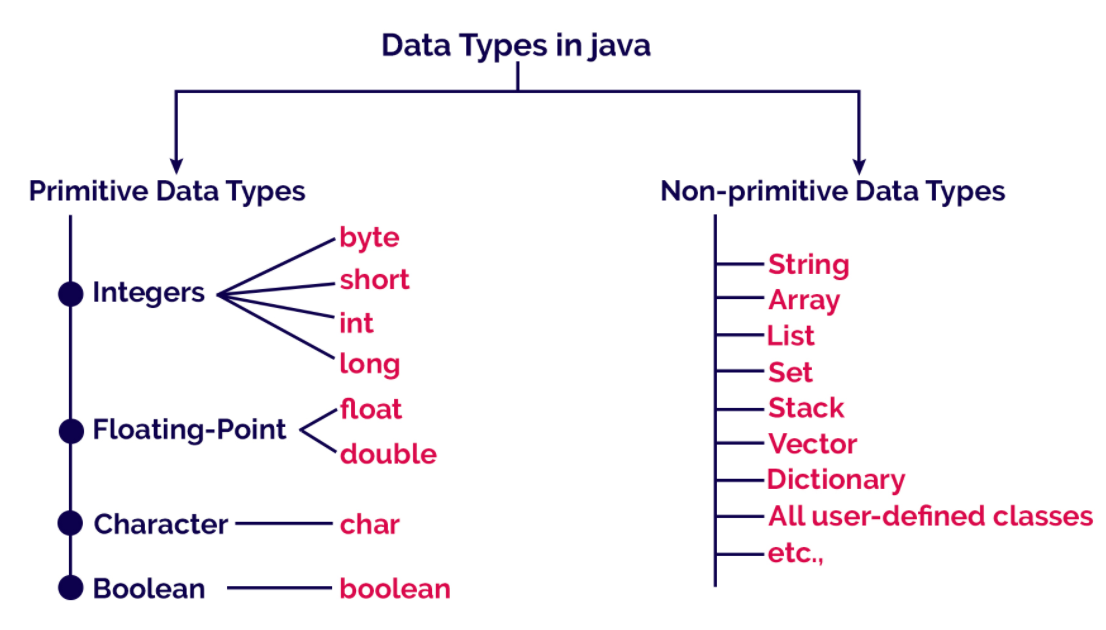 Data Types in java
Primitive Data Types
Integers
byte
short
int
long
Floating-Point
float
double
Character
char
Boolean
boolean
Non-primitive Data Types
String
Array
List
Set
Stack
Vector
Dictionary
All user-defined classes
etc.,